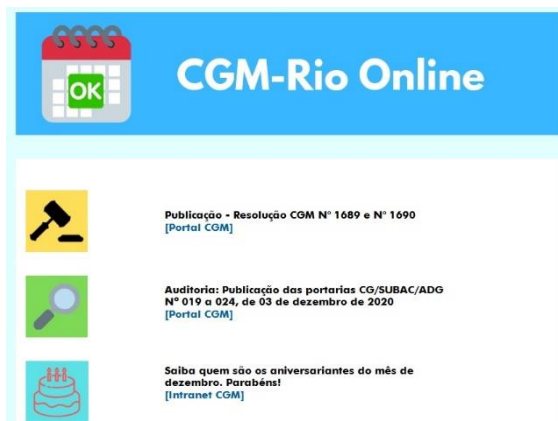 OK
CGM-Rio Online
Publicação - Resolução CGM N° 1689 e N° 1690
[Portal CGM]
Auditoria: Publicação das portarias CG/SUBAC/ADG
Nº 019 a 024, de 03 de dezembro de 2020
[Portal CGM]
Saiba quem são os aniversariantes do mês de
dezembro. Parabéns!
[Intranet CGM]